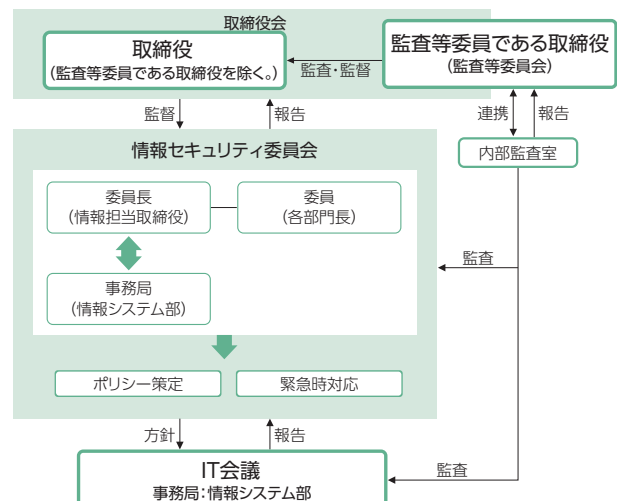 取締役会
取締役
(監査等委員である取締役を除く。)
監査・監督
監査等委員である取締役
(監査等委員会)
監督
報告
連携
報告
情報セキュリティ委員会
内部監査室
委員長
(情報担当取締役)
委員
(各部門長)
監査
事務局
(情報システム部)
ポリシー策定
緊急時対応
方針
報告
IT会議
事務局:情報システム部
監査